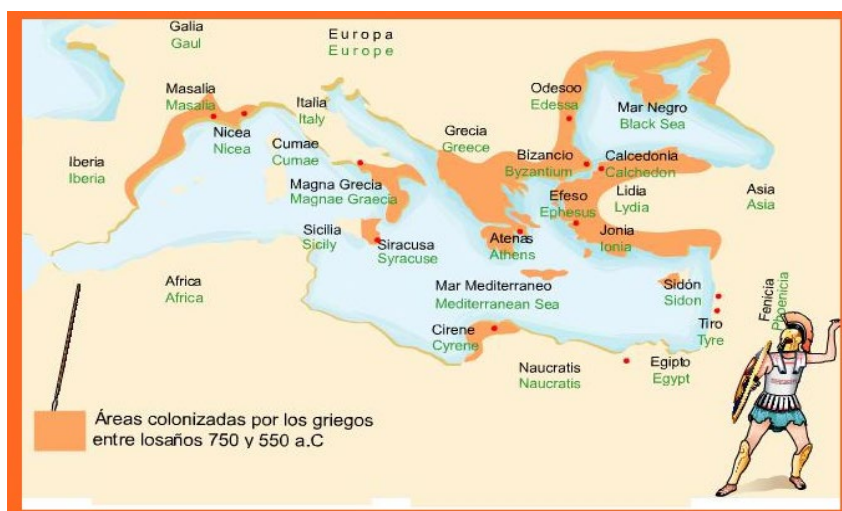 Galia
Gaul
Europa
Europe
Masalia
Masalia
Nicea
Nicea
Italia
Italy
Odesoo
Edessa
Mar Negro
Black Sea
Iberia
Iberia
Cumae
Cumae
Grecia
Greece
Bizancio
Byzantium
Calcedonia
Calchedon
Magna Grecia
Magnae Graecia
Efeso
Ephesus
Lidia
Lydia
Asia
Asia
Sicilia
Sicily
Siracusa
Syracuse
Atenas
Athens
Jonia
Ionia
Africa
Africa
Mar Mediterraneo
Mediterranean Sea
Sidón
Sidon
Fenicia
Phoenicia
Tiro
Tyre
Cirene
Cyrene
Naucratis
Naucratis
Egipto
Egypt
Áreas colonizadas por los griegos
entre losaños 750 y 550 a.C